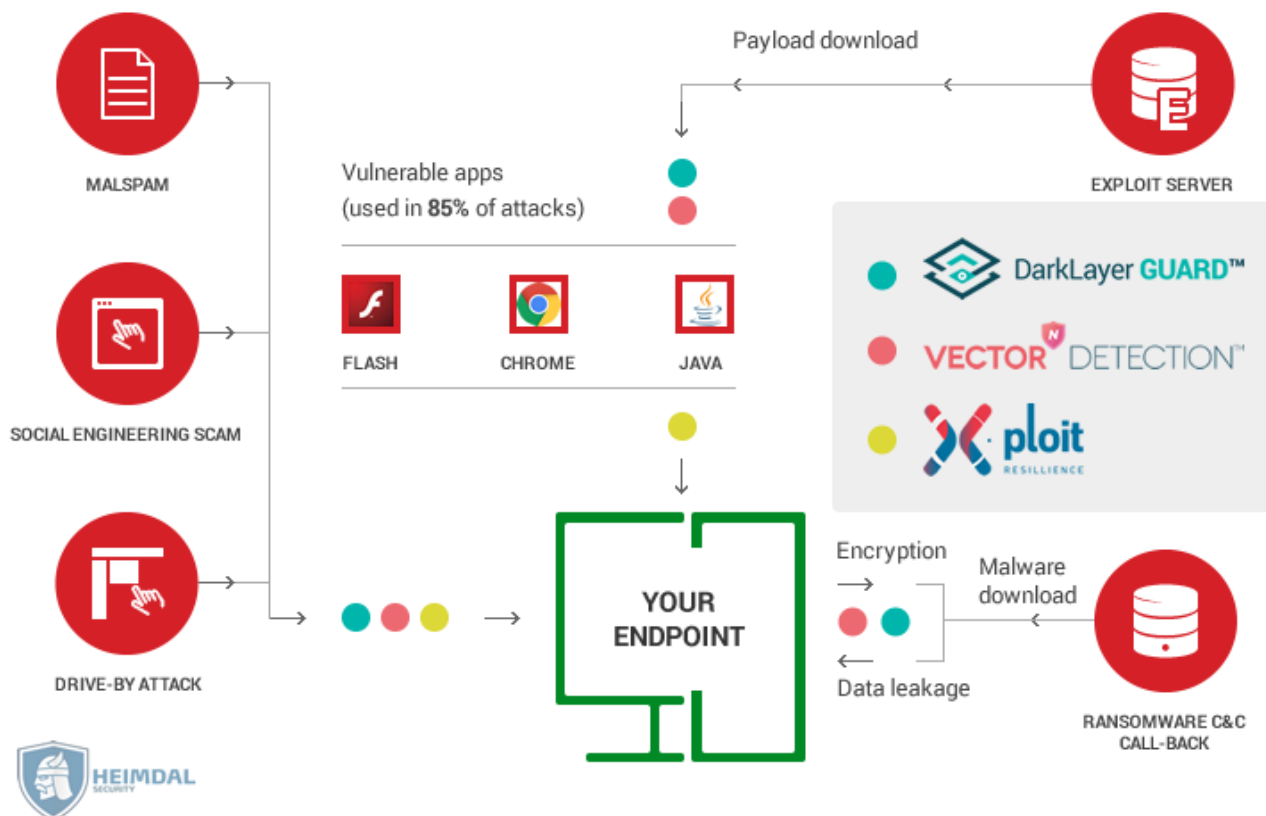 Payload download
MALSPAM
EXPLOIT SERVER
E
Vulnerable apps
(used in 85% of attacks)
FLASH
CHROME
JAVA
DarkLayer GUARD™
VECTOR N DETECTION™
X-ploit
RESILLIENCE
SOCIAL ENGINEERING SCAM
YOUR
ENDPOINT
Encryption
Malware
download
Data leakage
DRIVE-BY ATTACK
RANSOMWARE C&C
CALL-BACK
HEIMDAL
SECURITY